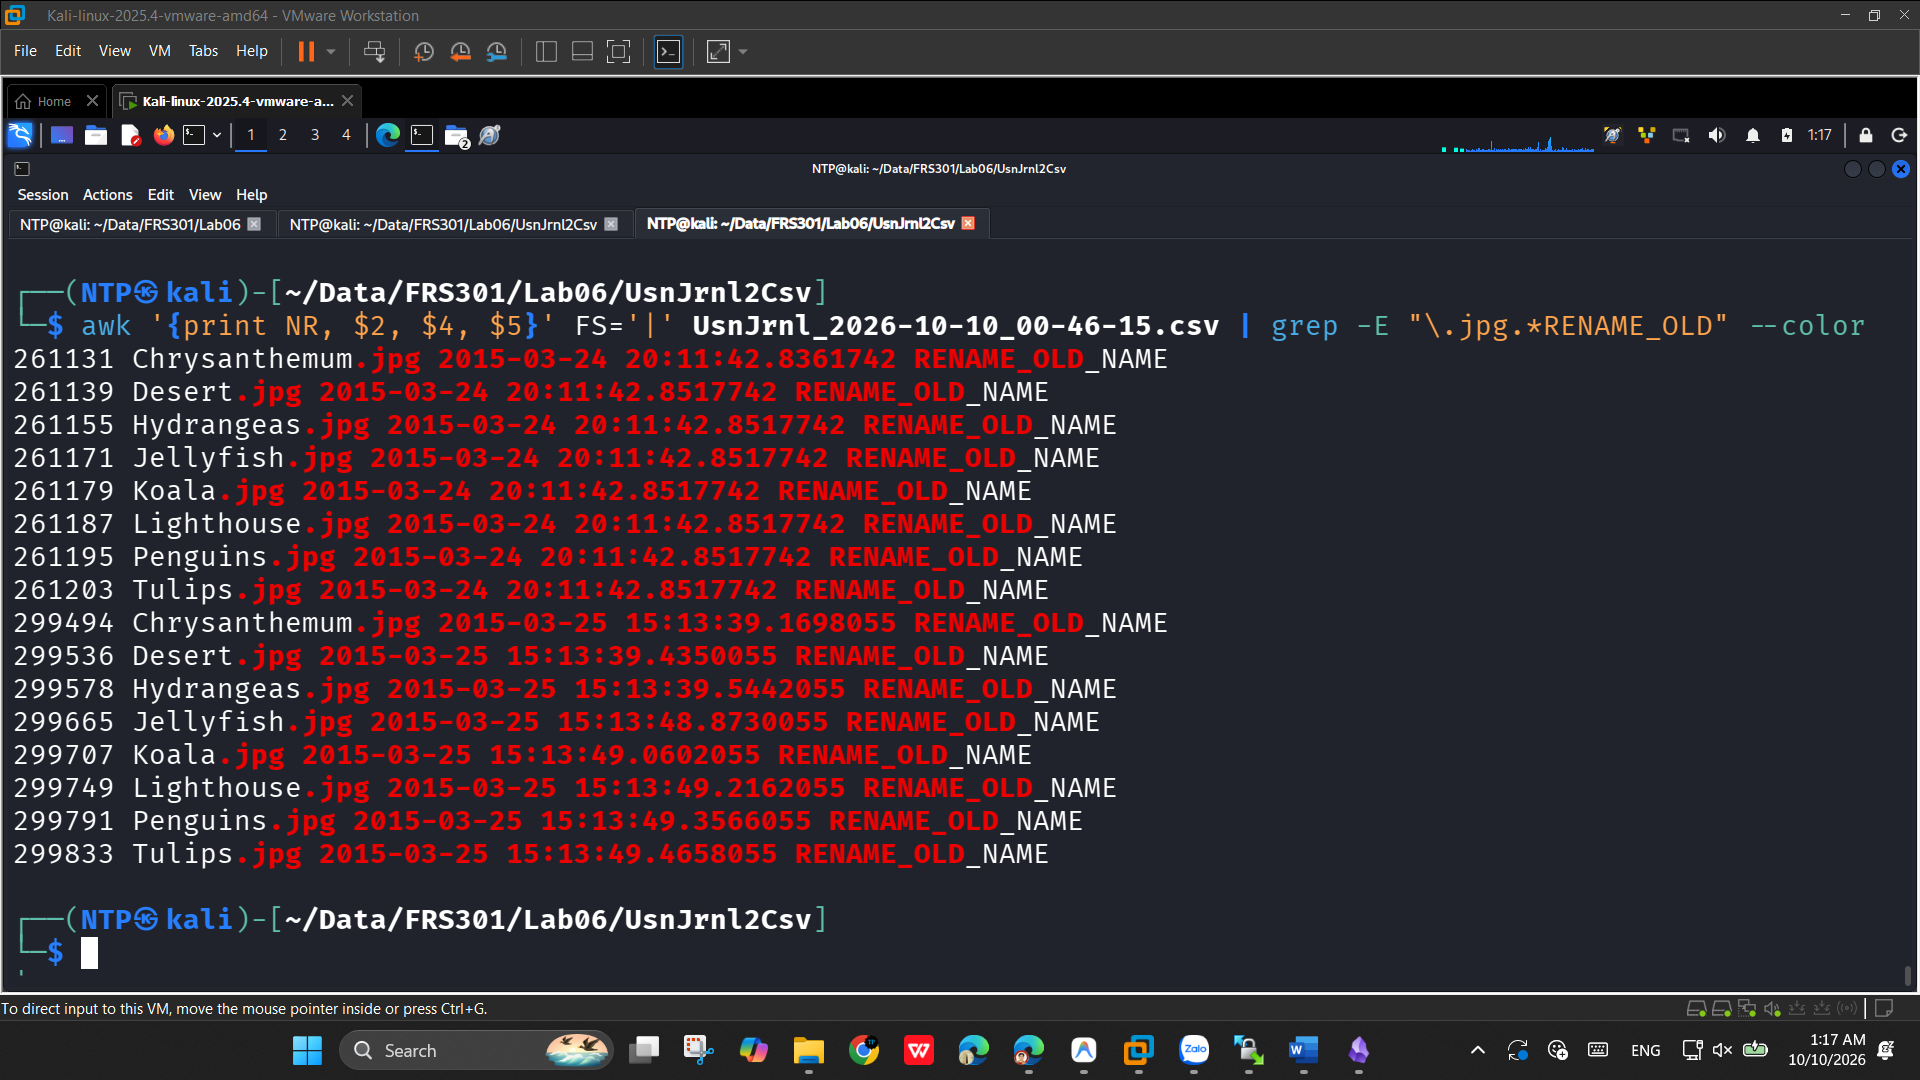 Kali-linux-2025.4-vmware-amd64 - VMware Workstation
File Edit View VM Tabs Help
Home
Kali-linux-2025.4-vmware-a...
1 2 3 4
2
1:17
NTP@kali: ~/Data/FRS301/Lab06/UsnJrnl2Csv
Session Actions Edit View Help
NTP@kali: ~/Data/FRS301/Lab06
NTP@kali: ~/Data/FRS301/Lab06/UsnJrnl2Csv
NTP@kali: ~/Data/FRS301/Lab06/UsnJrnl2Csv
┌──(NTP㉿kali)-[~/Data/FRS301/Lab06/UsnJrnl2Csv]
└─$ awk '{print NR, $2, $4, $5}' FS='|' UsnJrnl_2026-10-10_00-46-15.csv | grep -E "\.jpg.*RENAME_OLD" --color
261131 Chrysanthemum.jpg 2015-03-24 20:11:42.8361742 RENAME_OLD_NAME
261139 Desert.jpg 2015-03-24 20:11:42.8517742 RENAME_OLD_NAME
261155 Hydrangeas.jpg 2015-03-24 20:11:42.8517742 RENAME_OLD_NAME
261171 Jellyfish.jpg 2015-03-24 20:11:42.8517742 RENAME_OLD_NAME
261179 Koala.jpg 2015-03-24 20:11:42.8517742 RENAME_OLD_NAME
261187 Lighthouse.jpg 2015-03-24 20:11:42.8517742 RENAME_OLD_NAME
261195 Penguins.jpg 2015-03-24 20:11:42.8517742 RENAME_OLD_NAME
261203 Tulips.jpg 2015-03-24 20:11:42.8517742 RENAME_OLD_NAME
299494 Chrysanthemum.jpg 2015-03-25 15:13:39.1698055 RENAME_OLD_NAME
299536 Desert.jpg 2015-03-25 15:13:39.4350055 RENAME_OLD_NAME
299578 Hydrangeas.jpg 2015-03-25 15:13:39.5442055 RENAME_OLD_NAME
299665 Jellyfish.jpg 2015-03-25 15:13:48.8730055 RENAME_OLD_NAME
299707 Koala.jpg 2015-03-25 15:13:49.0602055 RENAME_OLD_NAME
299749 Lighthouse.jpg 2015-03-25 15:13:49.2162055 RENAME_OLD_NAME
299791 Penguins.jpg 2015-03-25 15:13:49.3566055 RENAME_OLD_NAME
299833 Tulips.jpg 2015-03-25 15:13:49.4658055 RENAME_OLD_NAME
┌──(NTP㉿kali)-[~/Data/FRS301/Lab06/UsnJrnl2Csv]
└─$
To direct input to this VM, move the mouse pointer inside or press Ctrl+G.
Search
Zalo
ENG
1:17 AM
10/10/2026